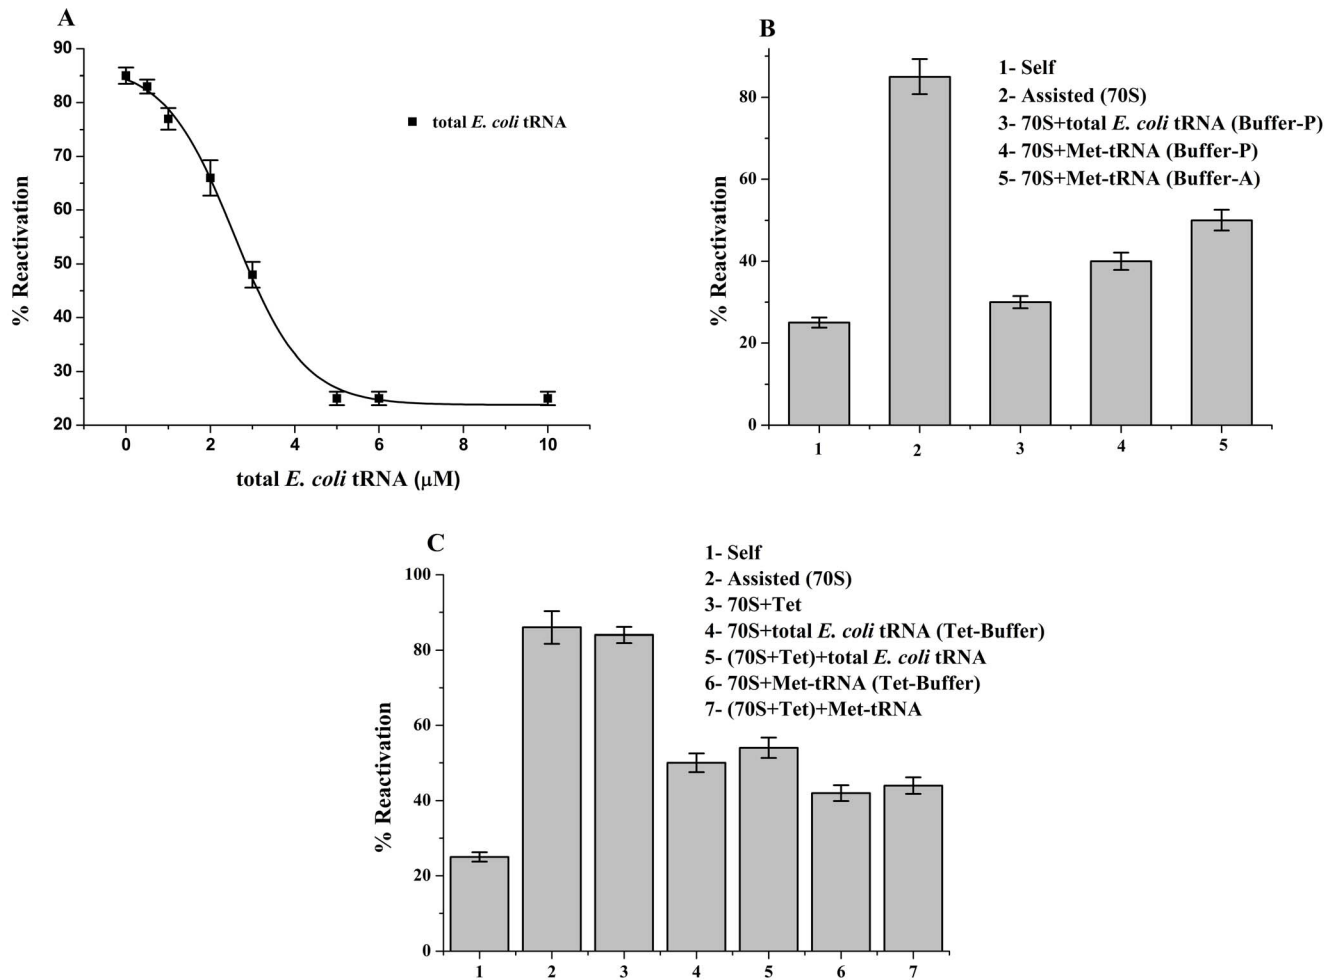 A
90
80
70
60
50
40
30
20
0
2
4
6
8
10
% Reactivation
total E. coli tRNA (μM)
total E. coli tRNA
B
80
60
40
20
0
1
2
3
4
5
% Reactivation
1- Self
2- Assisted (70S)
3- 70S+total E. coli tRNA (Buffer-P)
4- 70S+Met-tRNA (Buffer-P)
5- 70S+Met-tRNA (Buffer-A)
C
100
80
60
40
20
0
1
2
3
4
5
6
7
% Reactivation
1- Self
2- Assisted (70S)
3- 70S+Tet
4- 70S+total E. coli tRNA (Tet-Buffer)
5- (70S+Tet)+total E. coli tRNA
6- 70S+Met-tRNA (Tet-Buffer)
7- (70S+Tet)+Met-tRNA